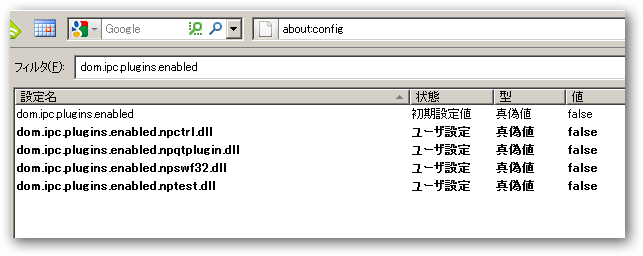 Google about:config
フィルタ(F): dom.ipc.plugins.enabled
設定名 状態 型 値
dom.ipc.plugins.enabled 初期設定値 真偽値 false
dom.ipc.plugins.enabled.npctrl.dll ユーザ設定 真偽値 false
dom.ipc.plugins.enabled.npqtplugin.dll ユーザ設定 真偽値 false
dom.ipc.plugins.enabled.npswf32.dll ユーザ設定 真偽値 false
dom.ipc.plugins.enabled.nptest.dll ユーザ設定 真偽値 false